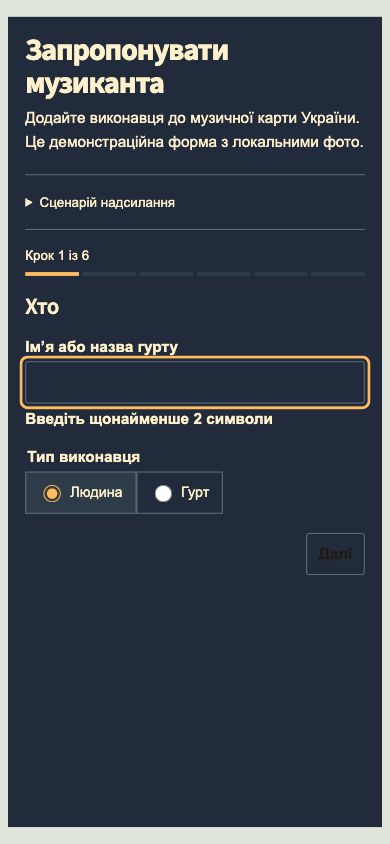 Запропонувати
музиканта
Додайте виконавця до музичної карти України.
Це демонстраційна форма з локальними фото.
Сценарій надсилання
Крок 1 із 6
Хто
Ім’я або назва гурту
Введіть щонайменше 2 символи
Тип виконавця
Людина
Гурт
Далі